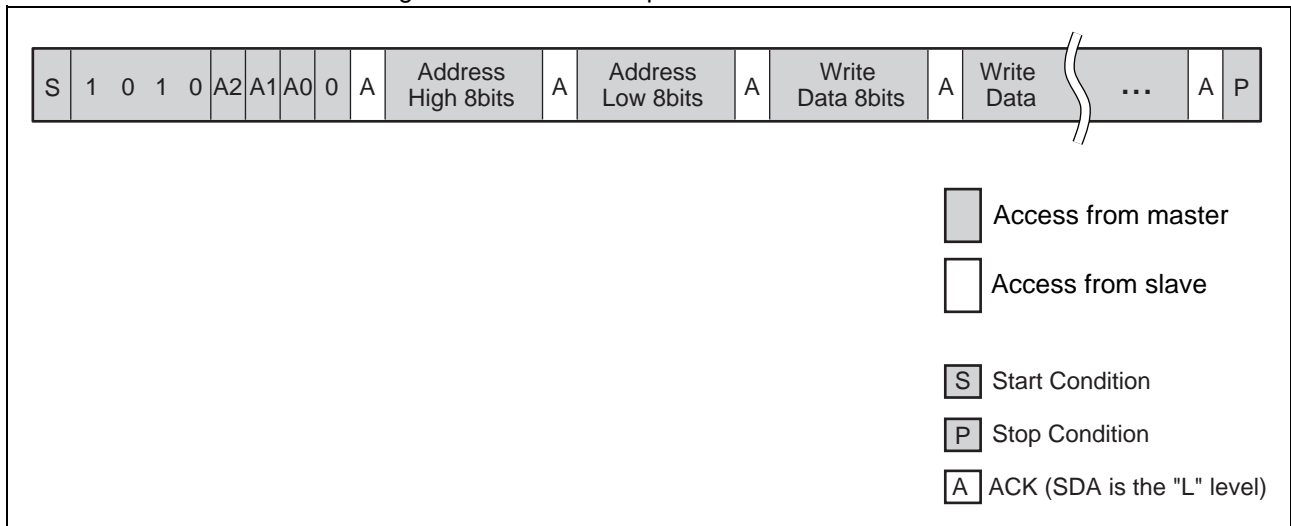 S 1 0 1 0 A2 A1 A0 0 A Address High 8bits A Address Low 8bits A Write Data 8bits A Write Data ... A P
Access from master
Access from slave
S Start Condition
P Stop Condition
A ACK (SDA is the "L" level)